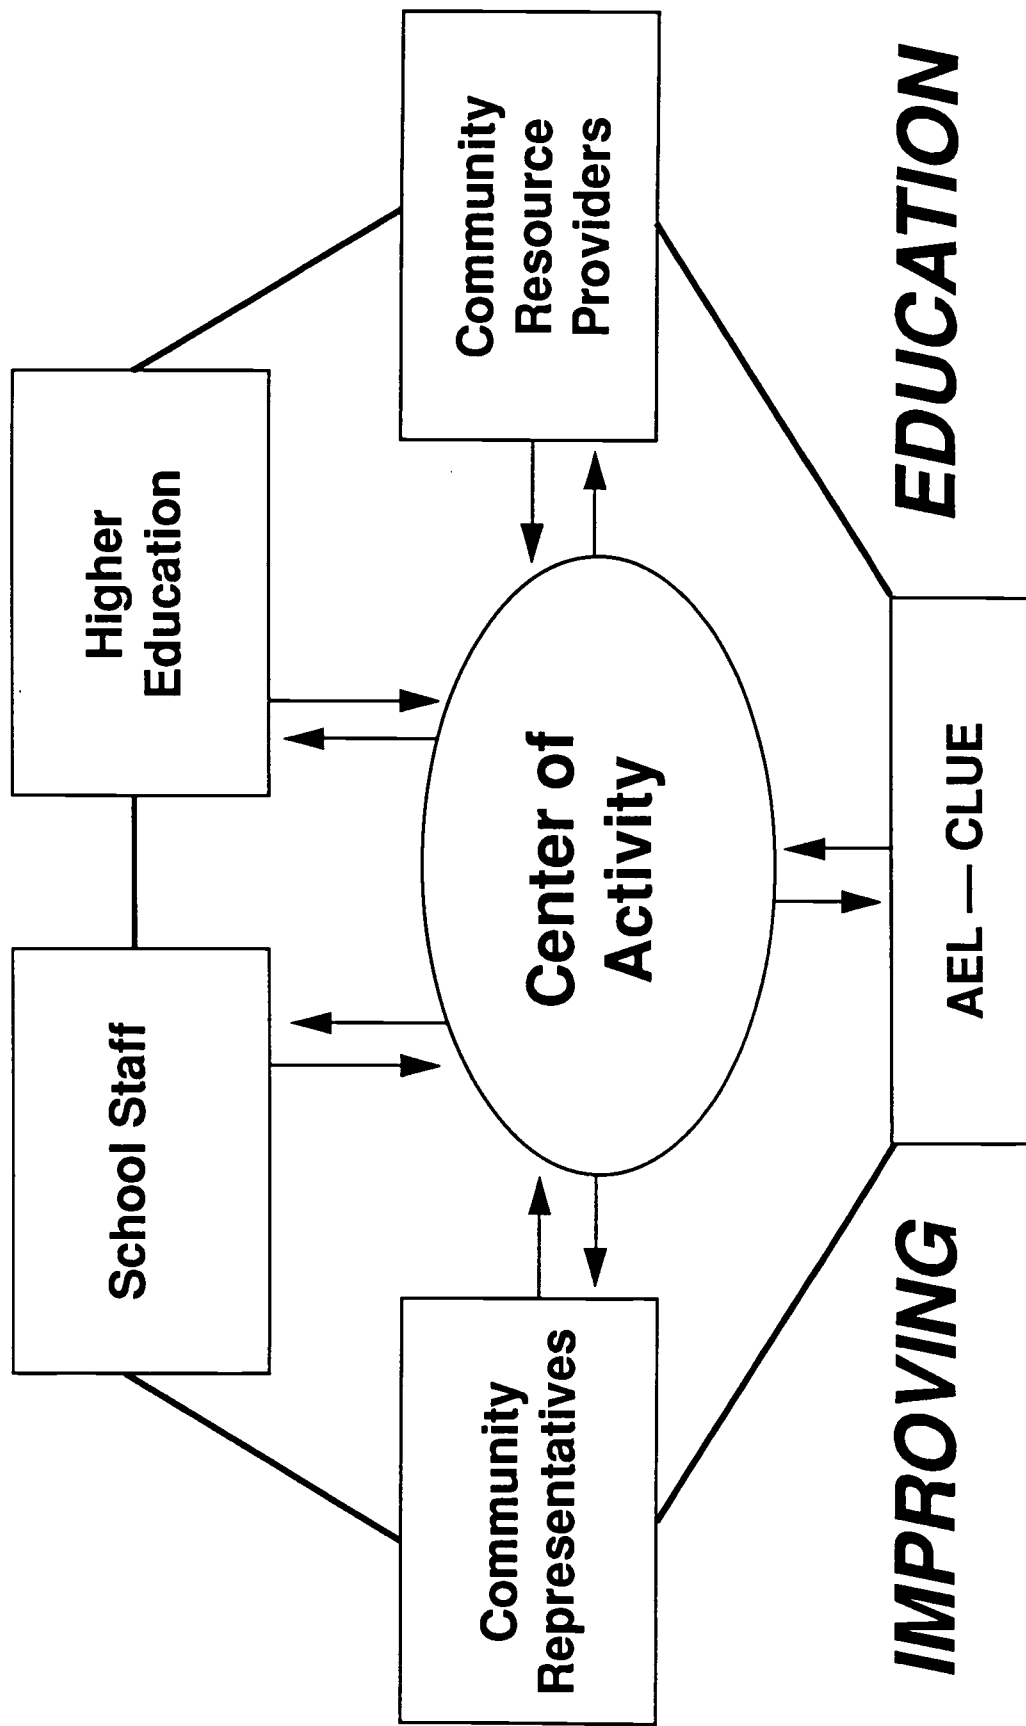 School Staff
Higher
Education
Community
Representatives
Center of
Activity
Community
Resource
Providers
AEL — CLUE
IMPROVING
EDUCATION